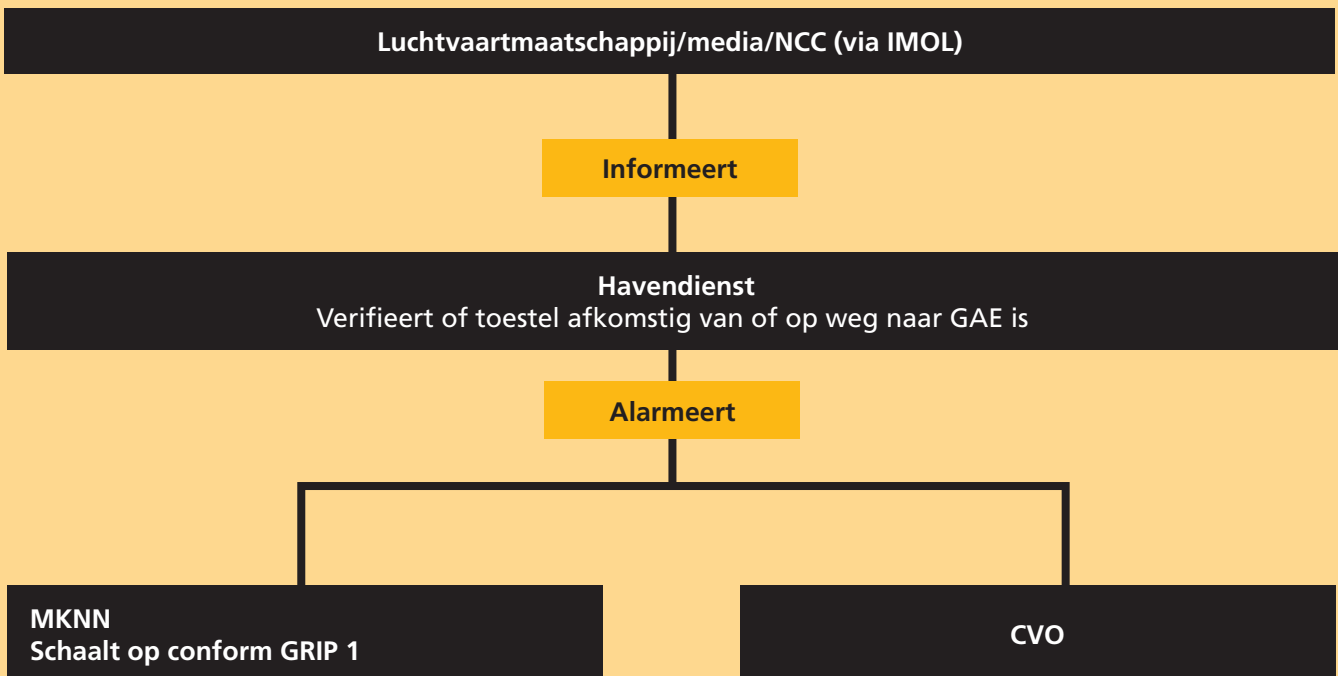 Luchtvaartmaatschappij/media/NCC (via IMOL)
Informeert
Havendienst
Verifieert of toestel afkomstig van of op weg naar GAE is
Alarmeert
MKNN
Schaalt op conform GRIP 1
CVO